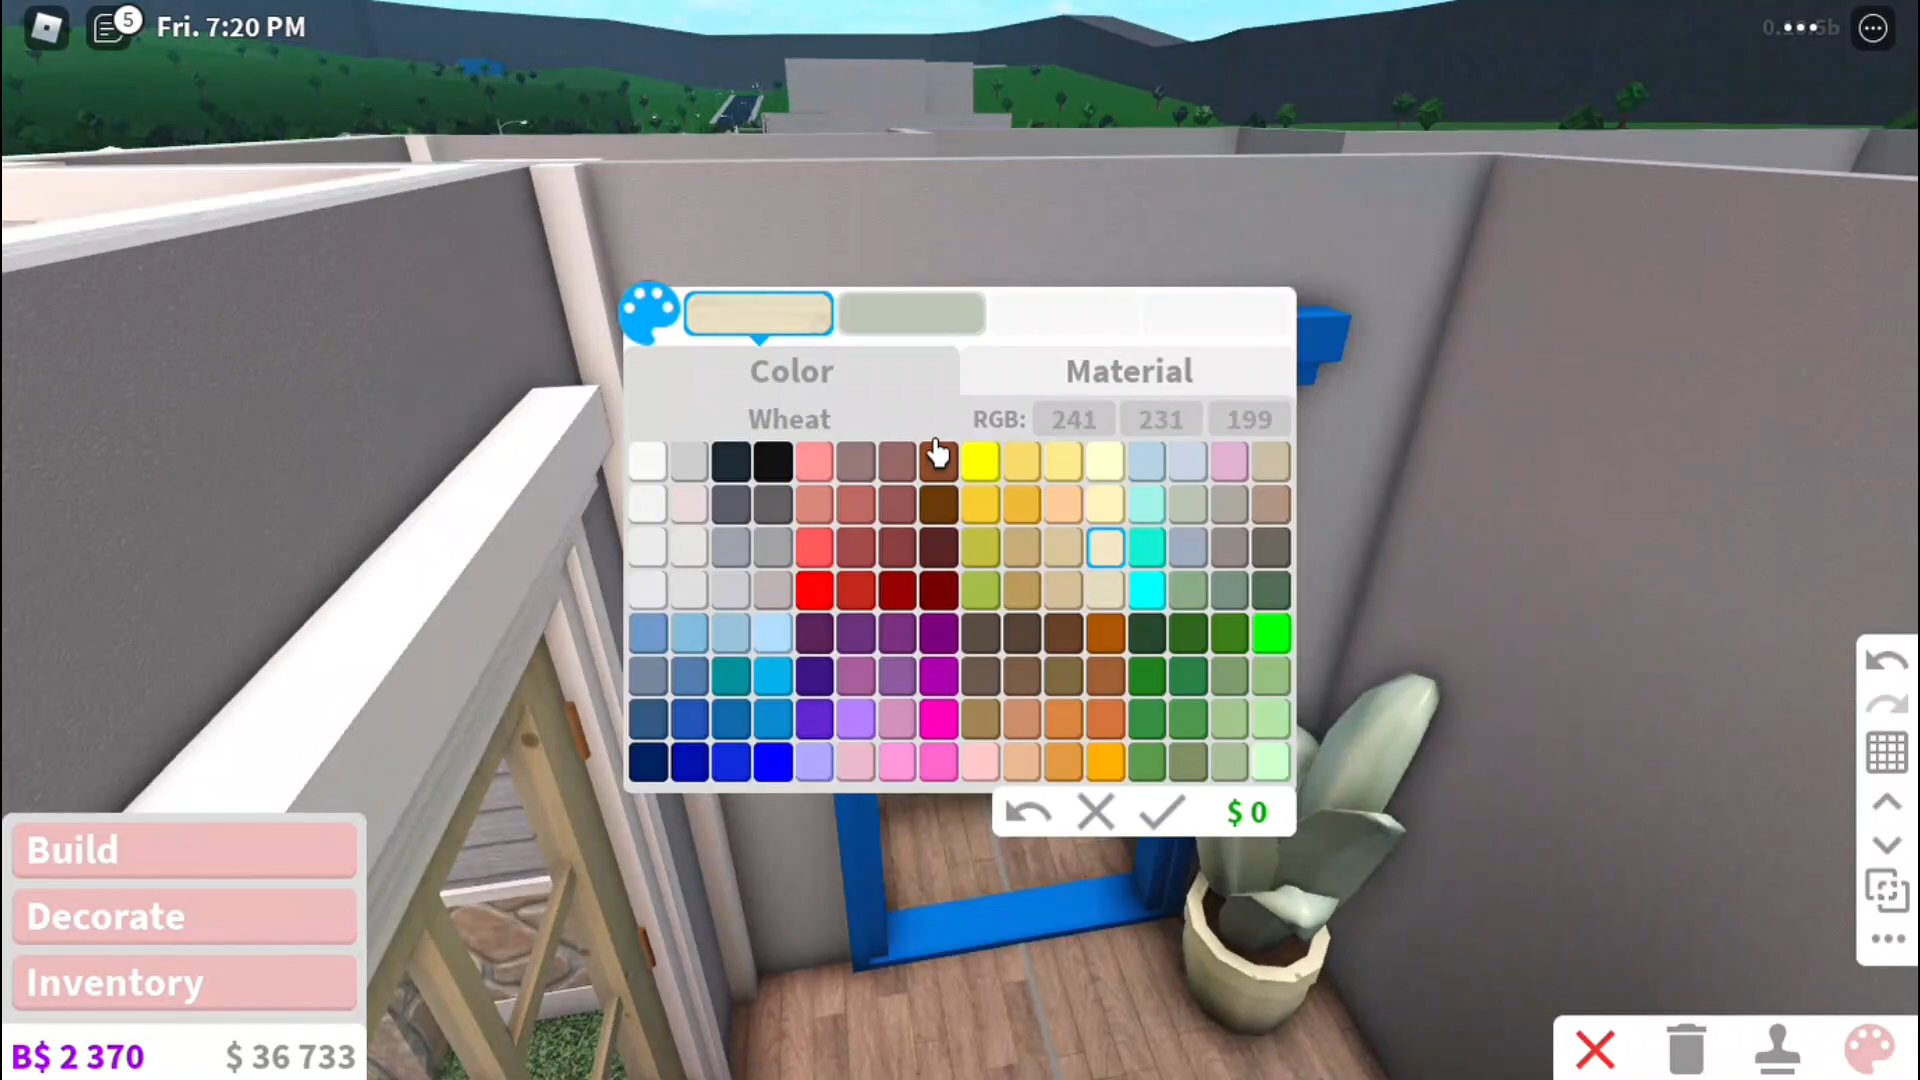 5
Fri. 7:20 PM
Color
Material
Wheat
RGB: 241 231 199
$ 0
Build
Decorate
Inventory
B$ 2 370
$ 36 733